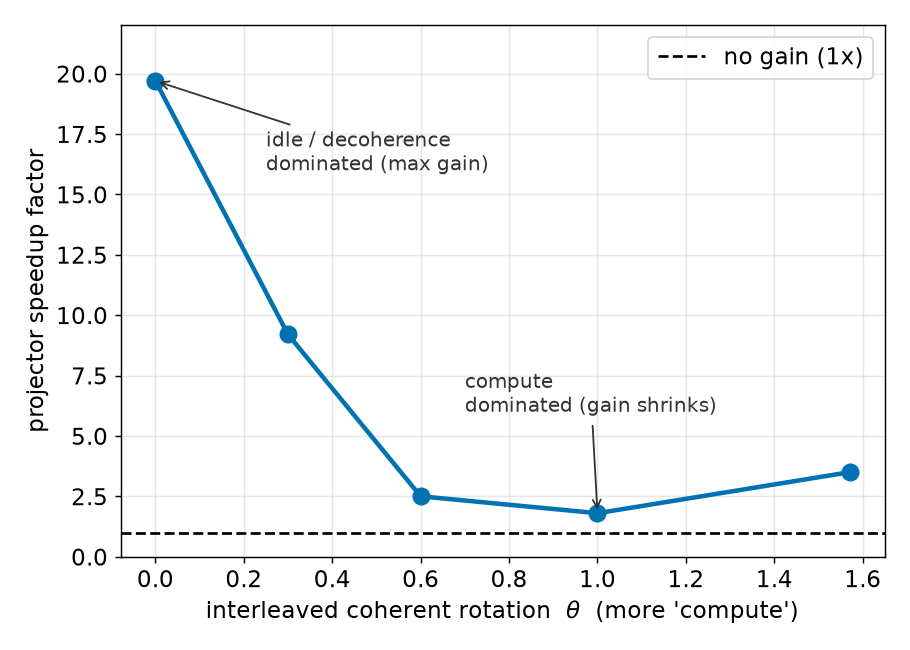 20.0
17.5
15.0
12.5
10.0
7.5
5.0
2.5
0.0
projector speedup factor
no gain (1x)
idle / decoherence
dominated (max gain)
compute
dominated (gain shrinks)
0.0 0.2 0.4 0.6 0.8 1.0 1.2 1.4 1.6
interleaved coherent rotation θ (more 'compute')